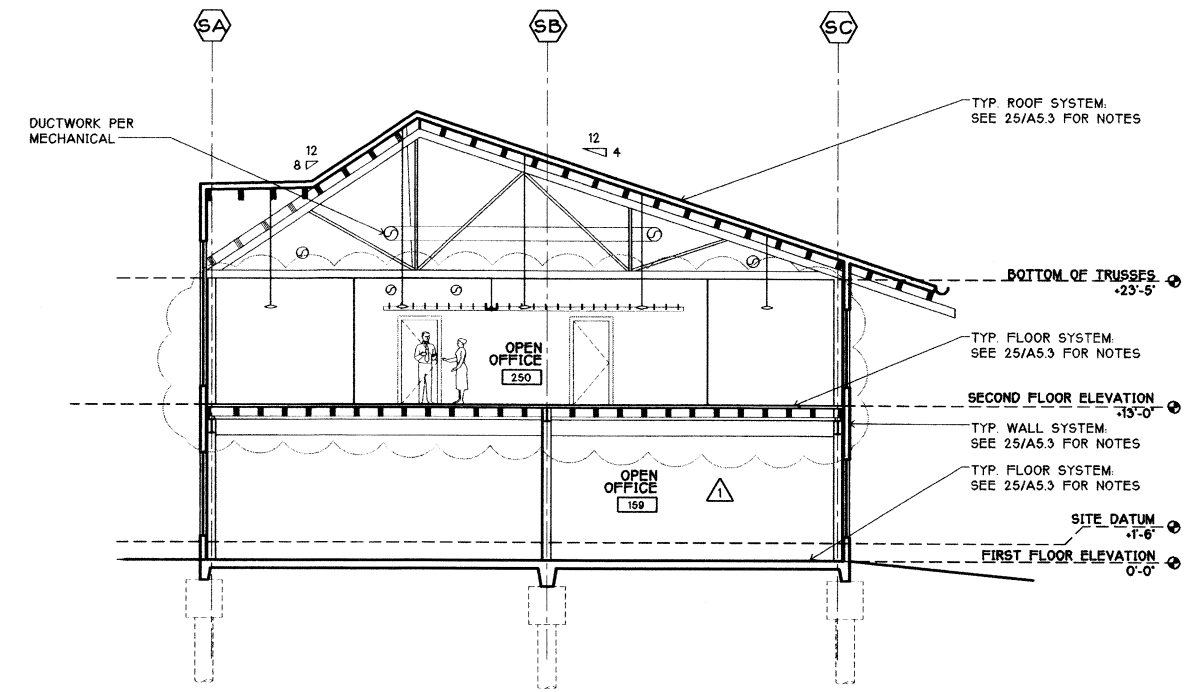 SA
SB
SC
DUCTWORK PER
MECHANICAL
12
8
12
4
TYP. ROOF SYSTEM:
SEE 25/A5.3 FOR NOTES
BOTTOM OF TRUSSES
+23'-5"
TYP. FLOOR SYSTEM:
SEE 25/A5.3 FOR NOTES
OPEN
OFFICE
250
SECOND FLOOR ELEVATION
+13'-0"
TYP. WALL SYSTEM:
SEE 25/A5.3 FOR NOTES
TYP. FLOOR SYSTEM:
SEE 25/A5.3 FOR NOTES
OPEN
OFFICE
159
1
SITE DATUM
+1'-6"
FIRST FLOOR ELEVATION
0'-0"